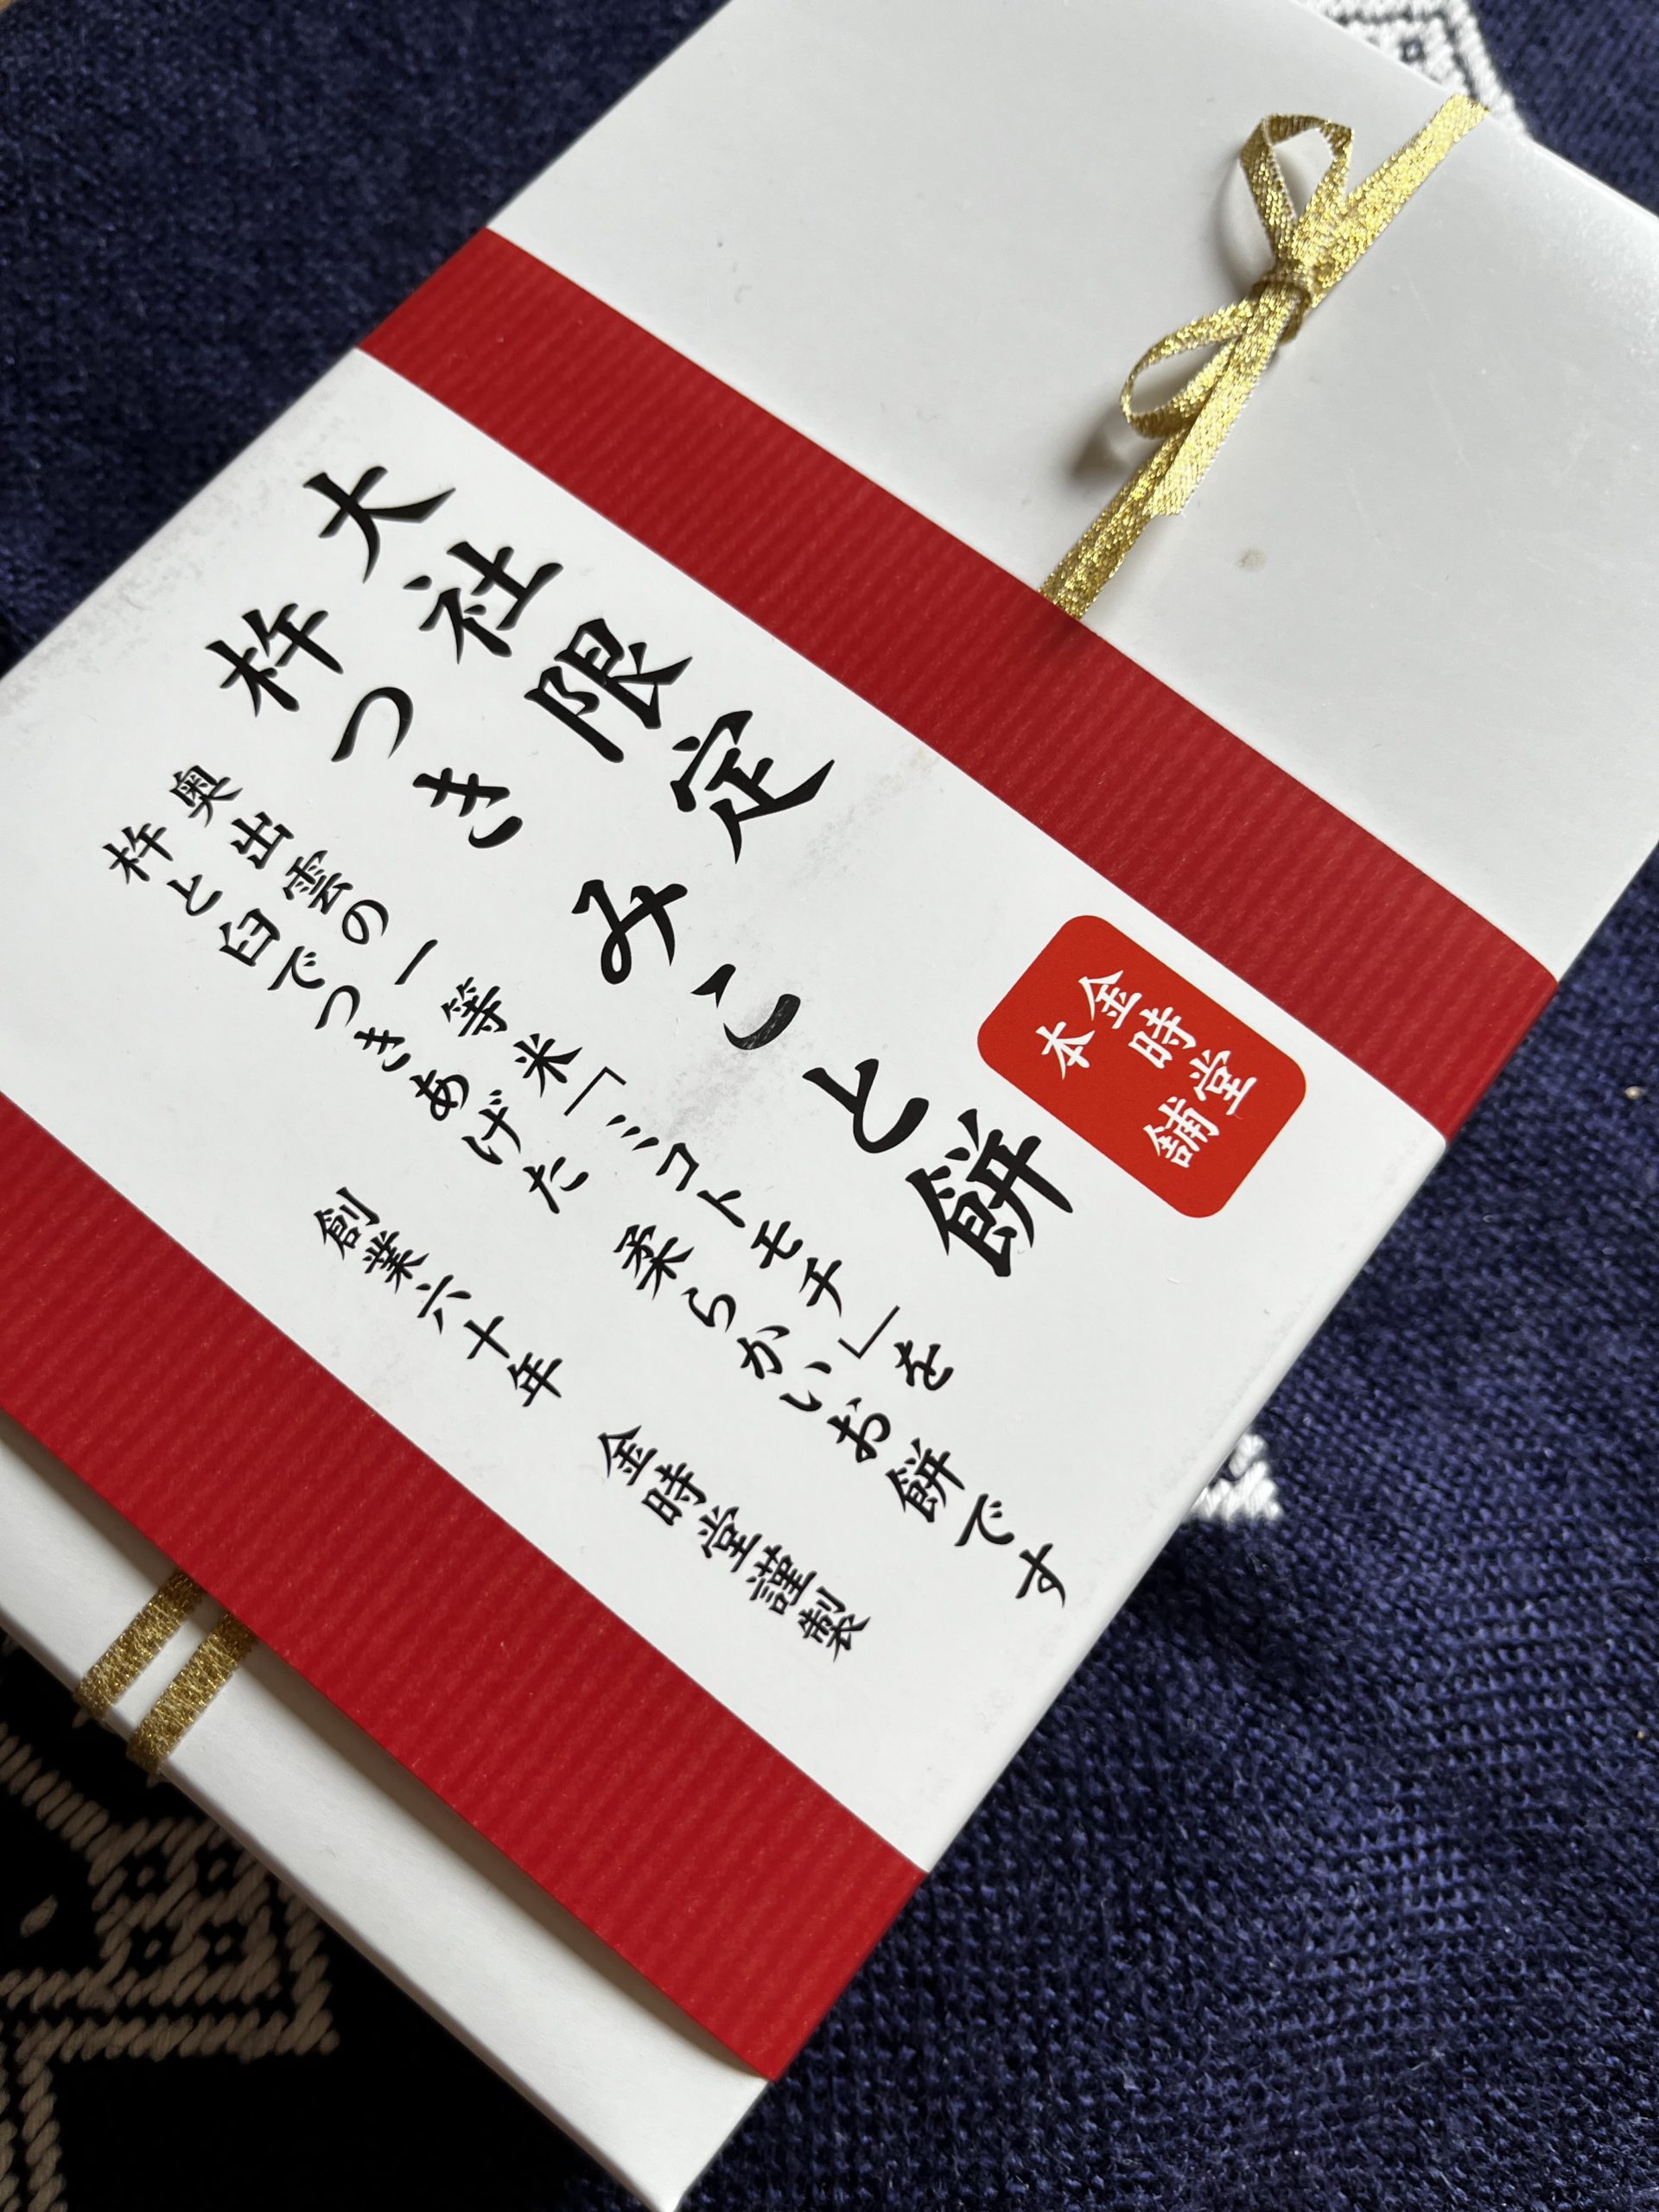 大社限定
杵つき みこと餅
金時堂
本舗
奥出雲の一等米「ミコトモチ」を
杵と臼でつきあげた 柔らかいお餅です
創業六十年 金時堂謹製